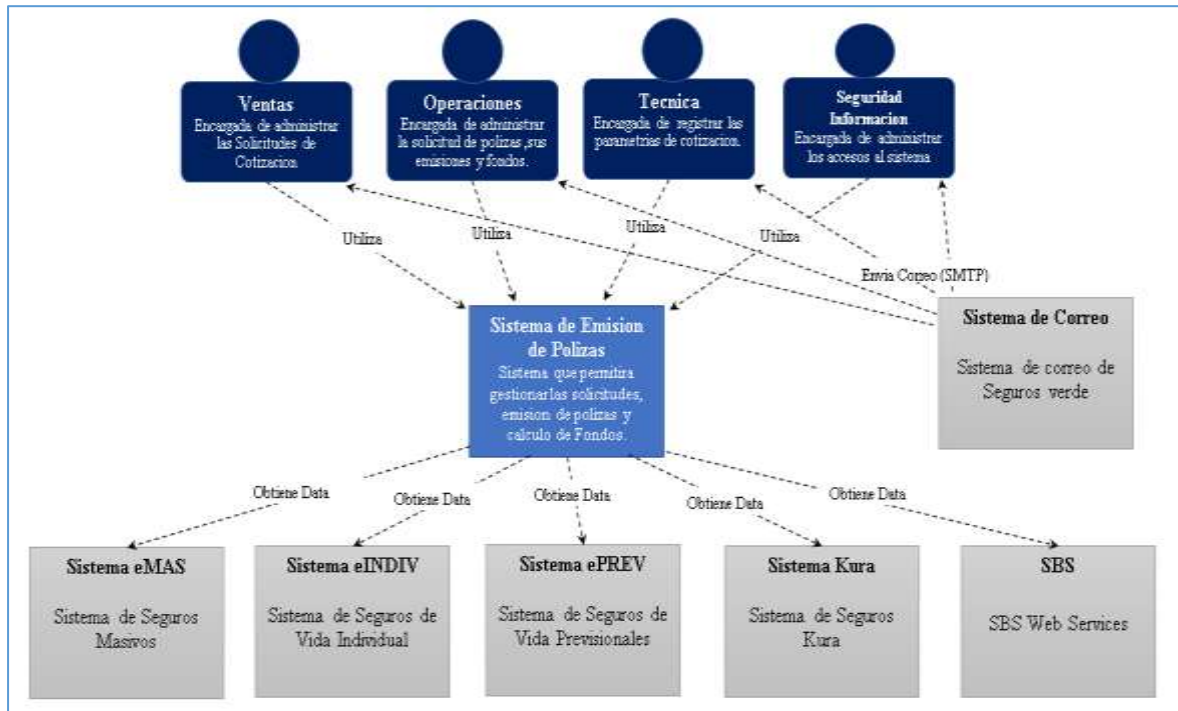 Ventas
Encargada de administrar
las Solicitudes de
Cotizacion
Operaciones
Encargada de administrar
la solicitud de polizas ,sus
emisiones y fondos.
Tecnica
Encargada de registrar las
parametrias de cotizacion.
Seguridad
Informacion
Encargada de administrar
los accesos al sistema
Utiliza
Utiliza
Utiliza
Utiliza
Envia Correo (SMTP)
Sistema de Emision
de Polizas
Sistema que permitira
gestionarlas solicitudes,
emision de polizas y
calculo de Fondos.
Sistema de Correo
Sistema de correo de
Seguros verde
Obtiene Data
Obtiene Data
Obtiene Data
Obtiene Data
Obtiene Data
Sistema eMAS
Sistema de Seguros
Masivos
Sistema eINDIV
Sistema de Seguros de
Vida Individual
Sistema ePREV
Sistema de Seguros de
Vida Previsionales
Sistema Kura
Sistema de Seguros
Kura
SBS
SBS Web Services